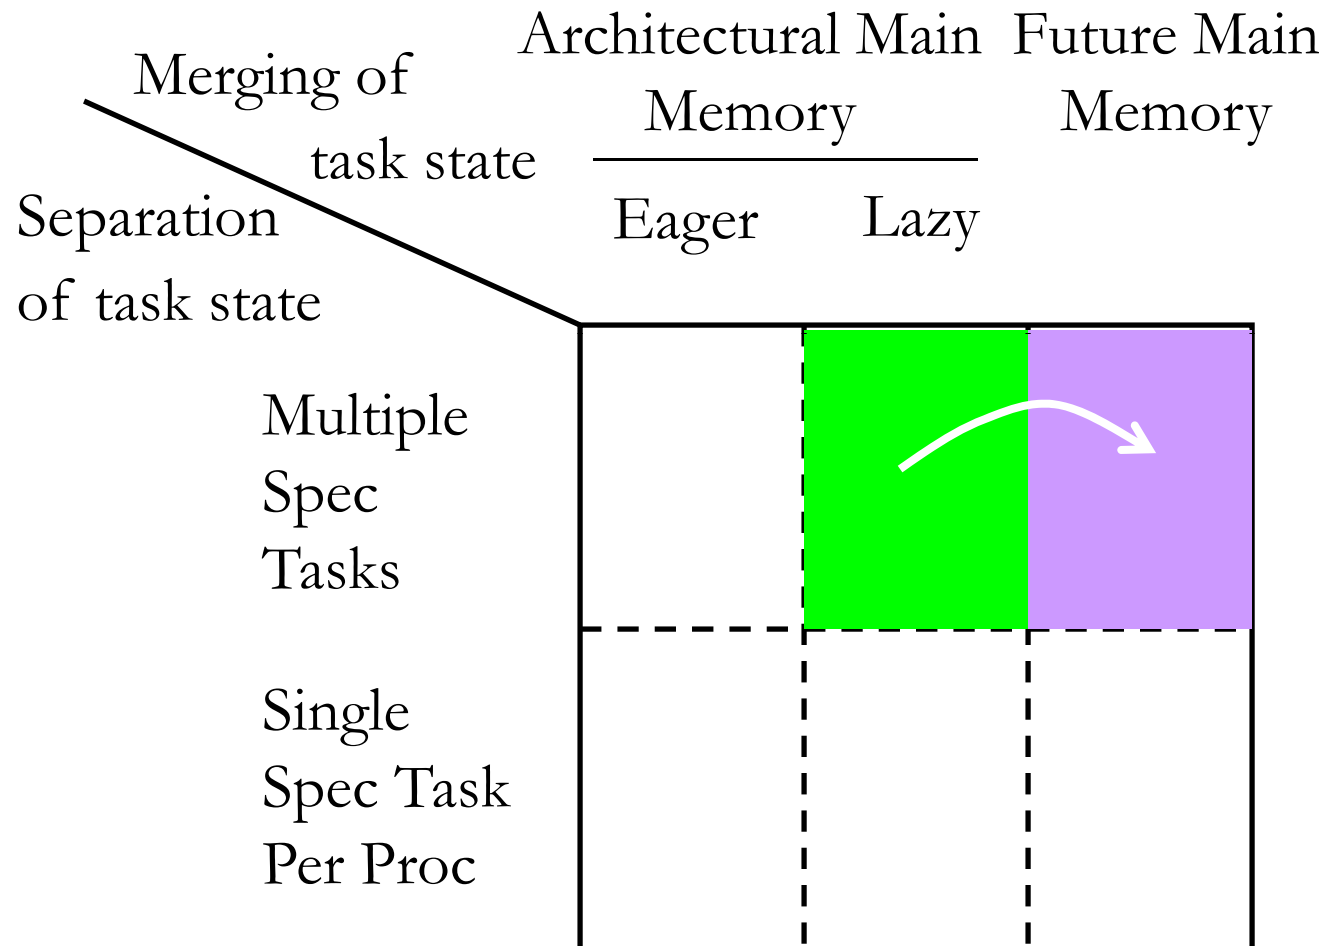 Architectural Main
Memory
Future Main
Memory
Merging of
task state
Separation
of task state
Eager
Lazy
Multiple
Spec
Tasks
Single
Spec Task
Per Proc